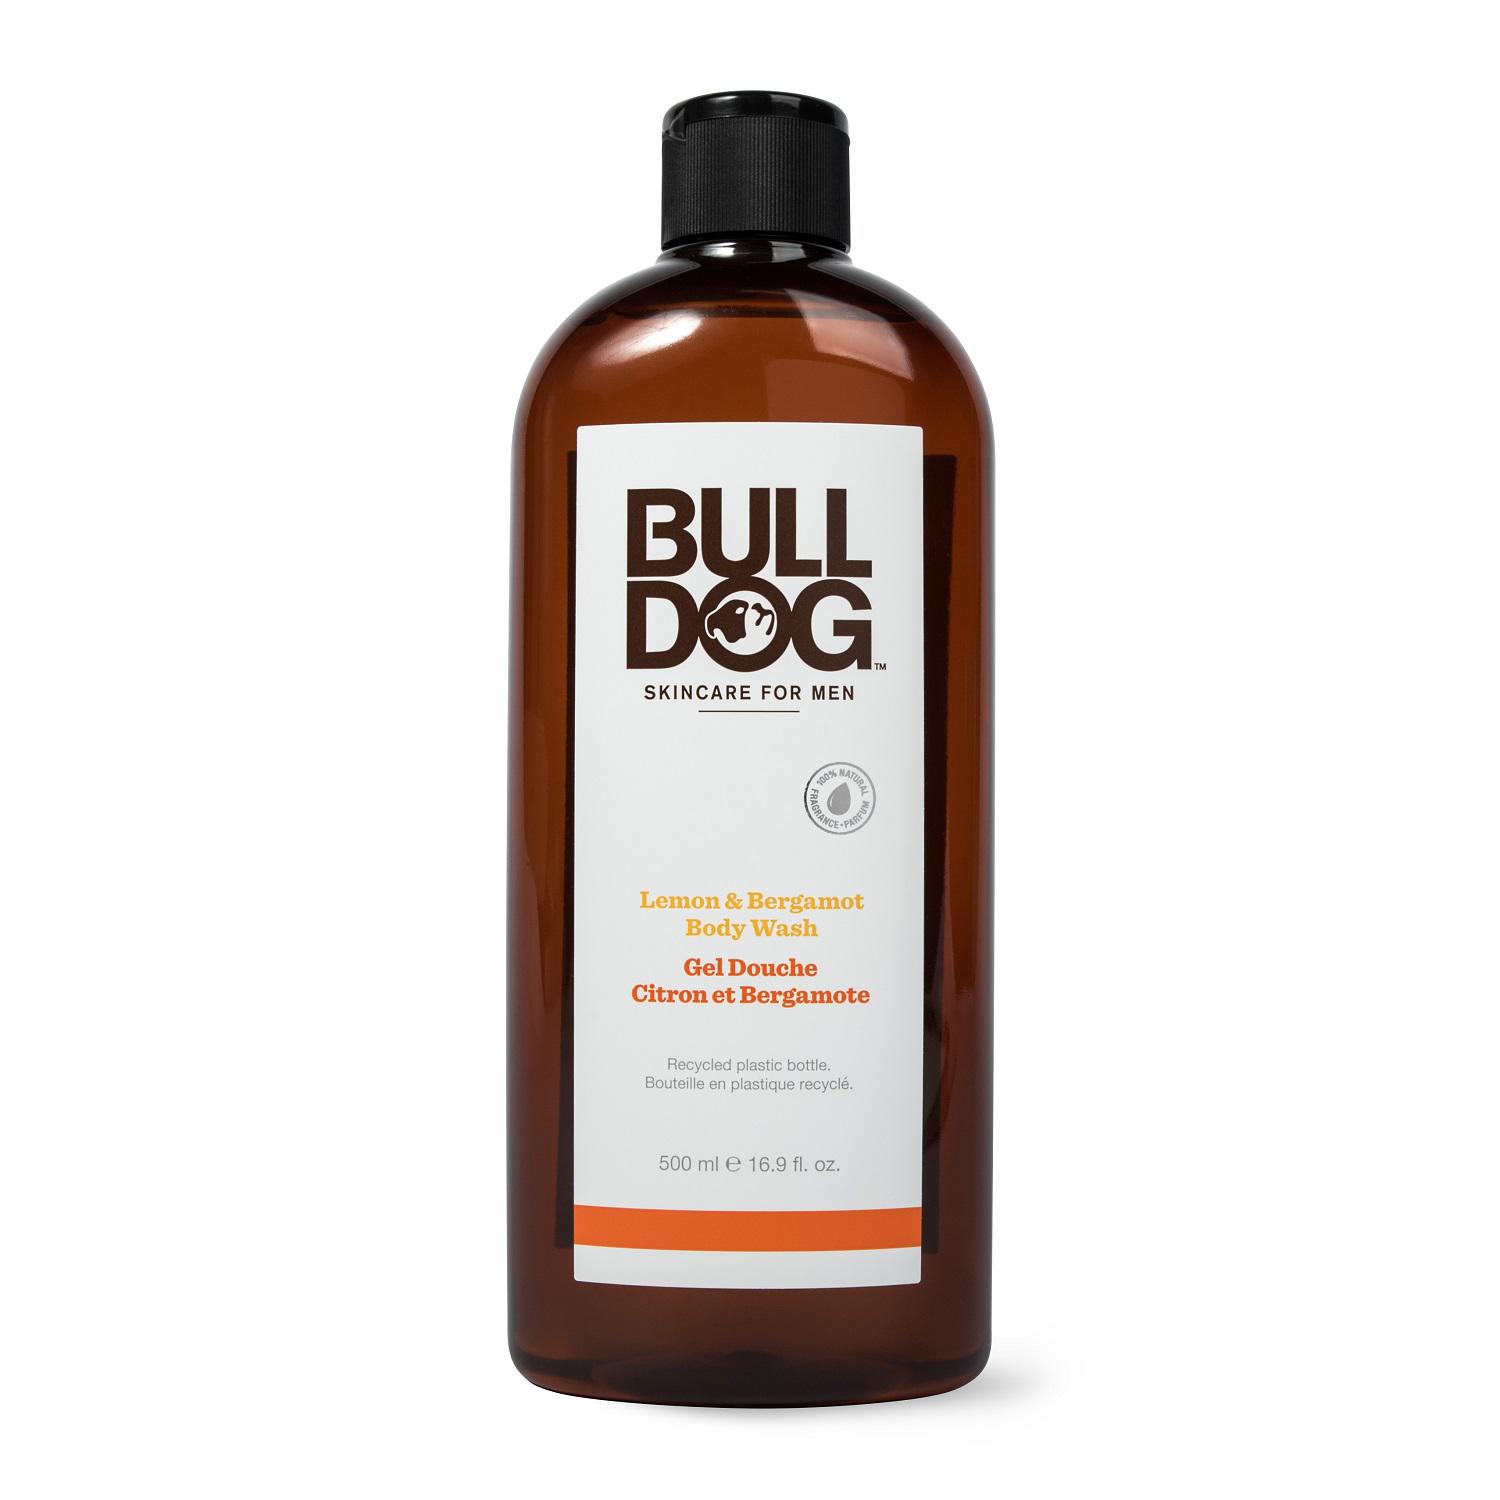 BULL
DOG™
SKINCARE FOR MEN
100% NATURAL
FRAGRANCE • PARFUM
Lemon & Bergamot
Body Wash
Gel Douche
Citron et Bergamote
Recycled plastic bottle.
Bouteille en plastique recyclé.
500 ml ℮ 16.9 fl. oz.